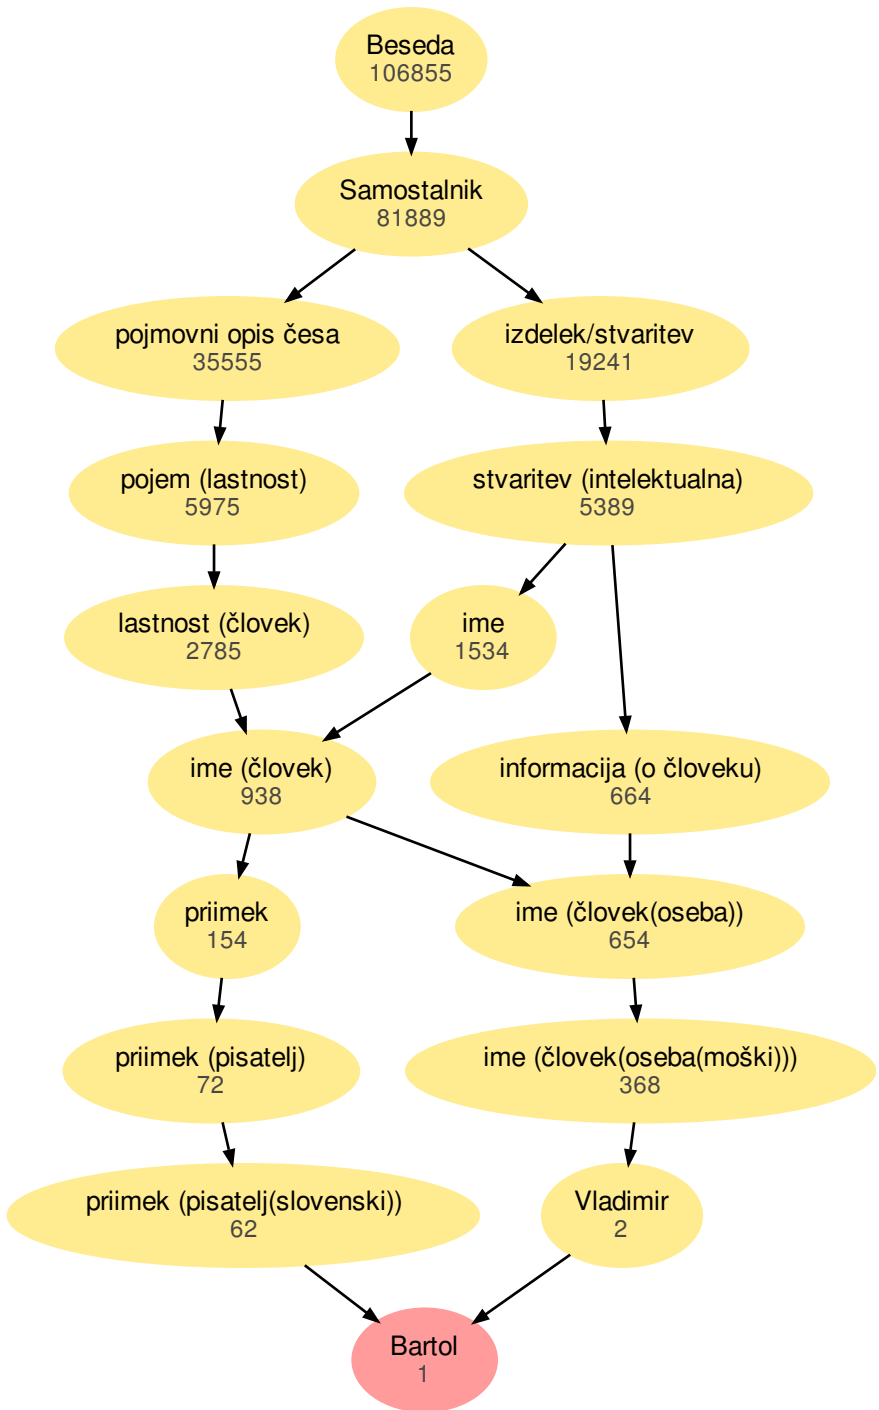 Beseda
106855
Samostalnik
81889
pojmovni opis česa
35555
izdelek/stvaritev
19241
pojem (lastnost)
5975
stvaritev (intelektualna)
5389
lastnost (človek)
2785
ime
1534
ime (človek)
938
informacija (o človeku)
664
priimek
154
ime (človek(oseba))
654
priimek (pisatelj)
72
ime (človek(oseba(moški)))
368
priimek (pisatelj(slovenski))
62
Vladimir
2
Bartol
1